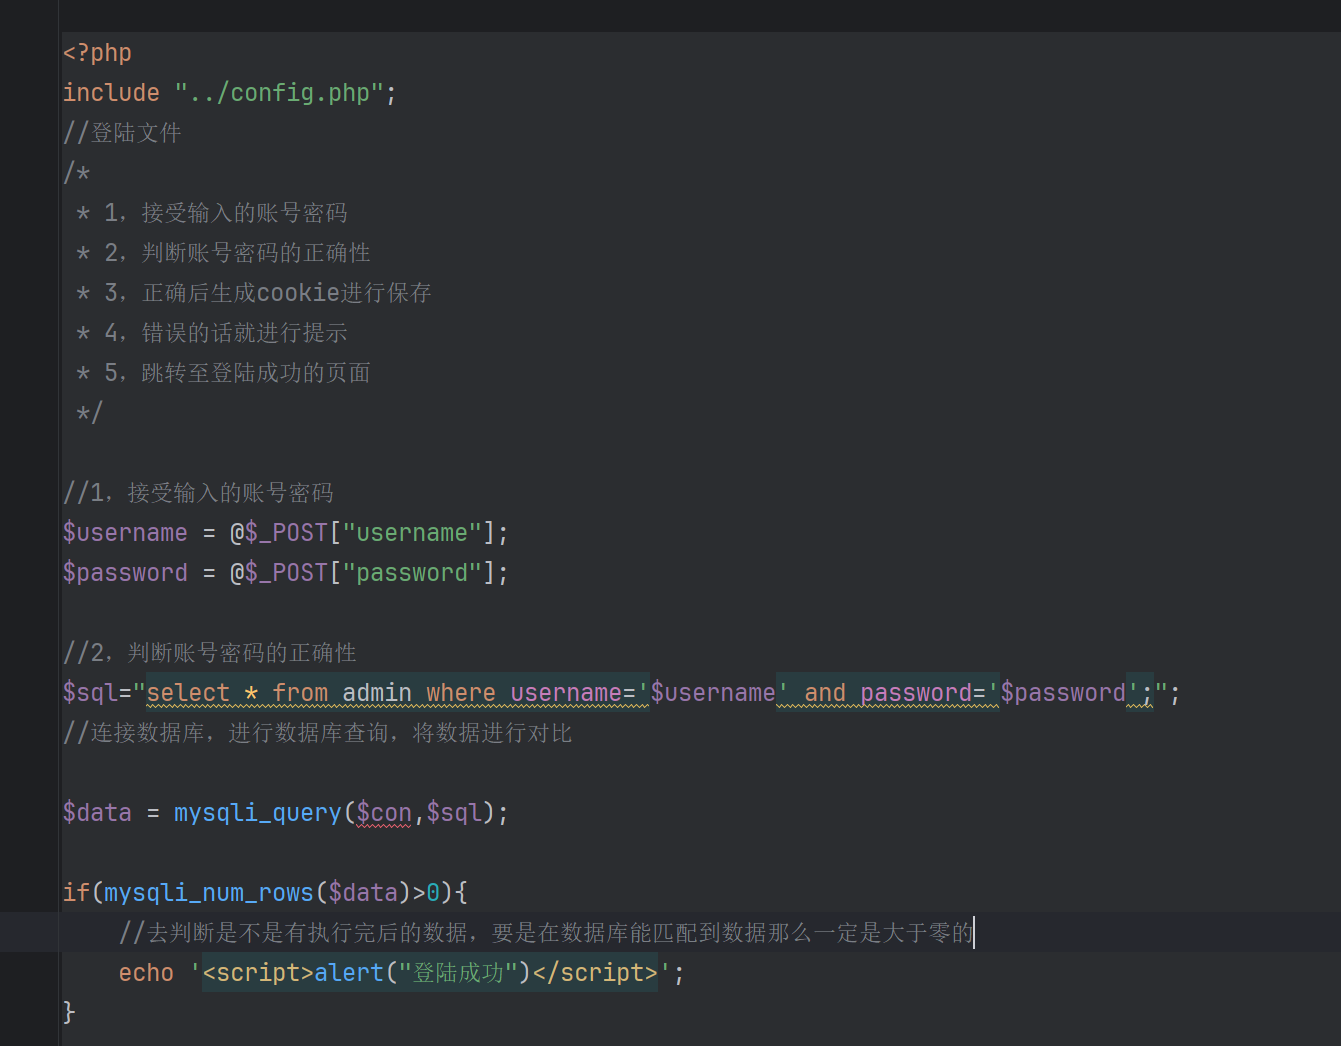 <?php
include "../config.php";
//登陆文件
/*
 * 1，接受输入的账号密码
 * 2，判断账号密码的正确性
 * 3，正确后生成cookie进行保存
 * 4，错误的话就进行提示
 * 5，跳转至登陆成功的页面
 */
//1，接受输入的账号密码
$username = @$_POST["username"];
$password = @$_POST["password"];
//2，判断账号密码的正确性
$sql="select * from admin where username='$username' and password='$password';";
//连接数据库，进行数据库查询，将数据进行对比
$data = mysqli_query($con,$sql);
if(mysqli_num_rows($data)>0){
    //去判断是不是有执行完后的数据，要是在数据库能匹配到数据那么一定是大于零的
    echo '<script>alert("登陆成功")</script>';
}